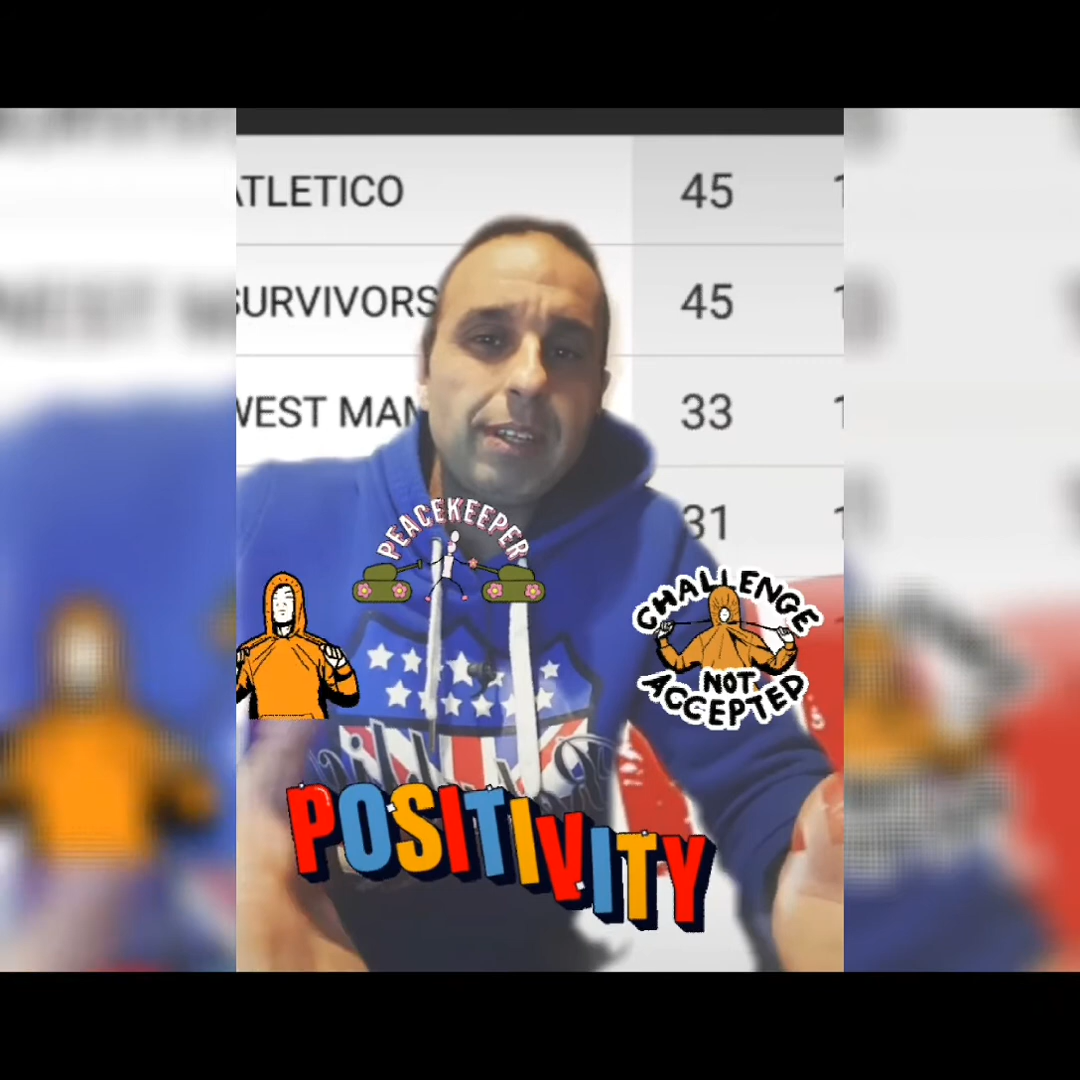 ATLETICO 45
SURVIVORS 45
WEST MAN 33
31
PEACEKEEPER
CHALLENGE
NOT
ACCEPTED
POSITIVITY